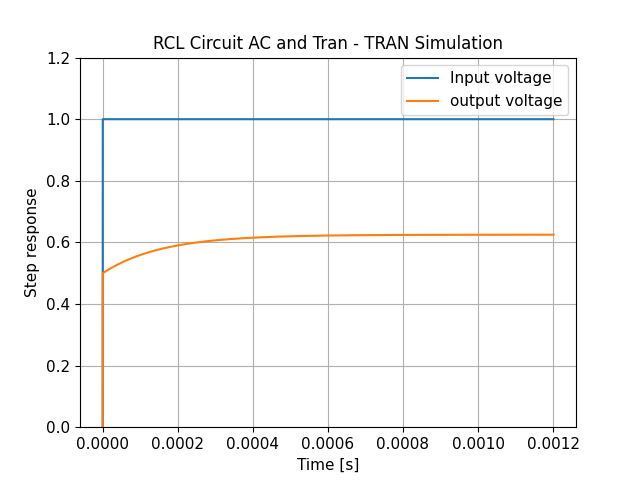 RCL Circuit AC and Tran - TRAN Simulation
Input voltage
output voltage
1.2
1.0
0.8
0.6
0.4
0.2
0.0
Step response
0.0000 0.0002 0.0004 0.0006 0.0008 0.0010 0.0012
Time [s]